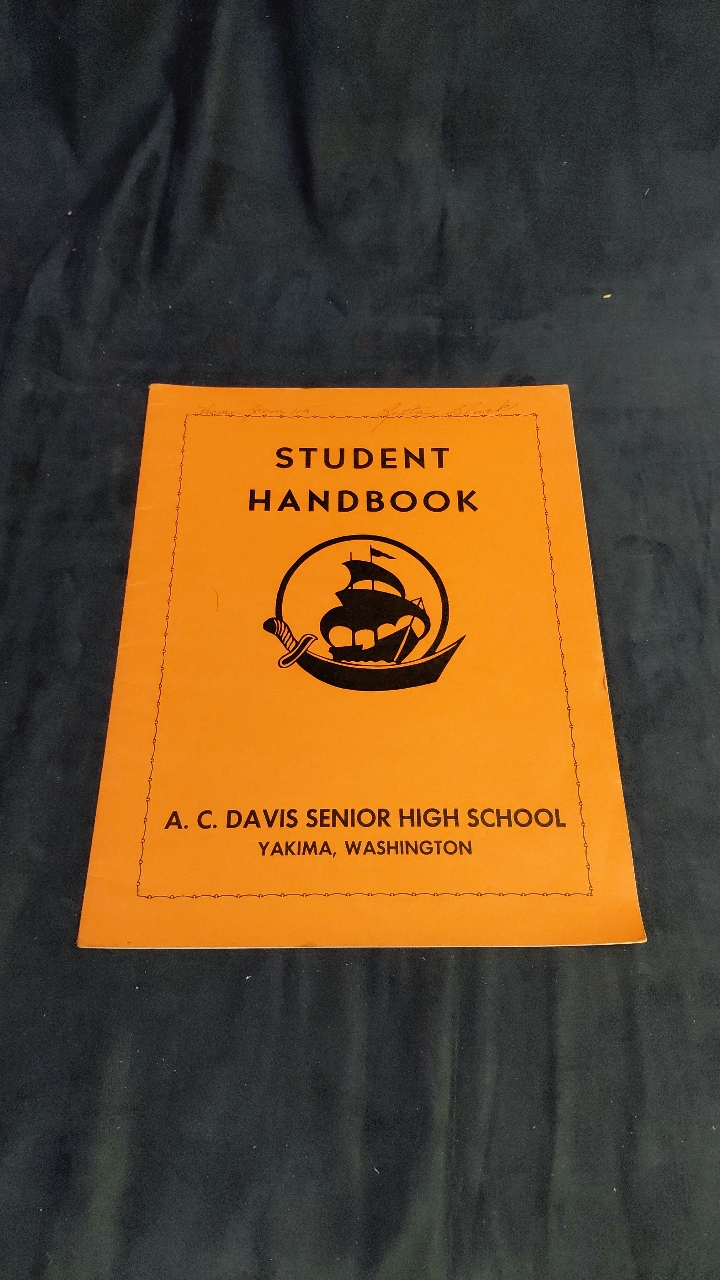 STUDENT
HANDBOOK
A. C. DAVIS SENIOR HIGH SCHOOL
YAKIMA, WASHINGTON